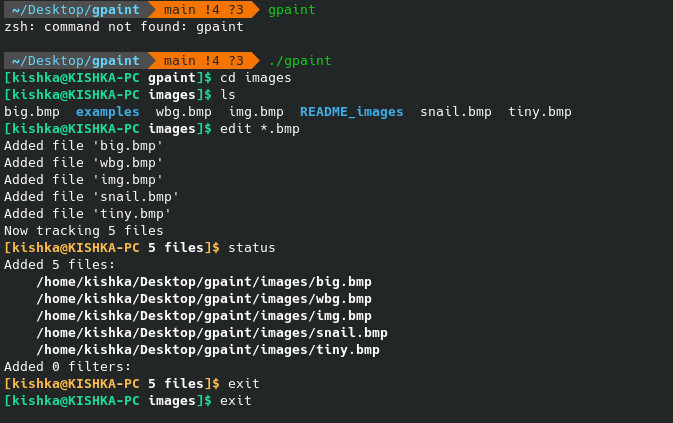 ~/Desktop/gpaint main !4 ?3 gpaint
zsh: command not found: gpaint
~/Desktop/gpaint main !4 ?3 ./gpaint
[kishka@KISHKA-PC gpaint]$ cd images
[kishka@KISHKA-PC images]$ ls
big.bmp examples wbg.bmp img.bmp README_images snail.bmp tiny.bmp
[kishka@KISHKA-PC images]$ edit *.bmp
Added file 'big.bmp'
Added file 'wbg.bmp'
Added file 'img.bmp'
Added file 'snail.bmp'
Added file 'tiny.bmp'
Now tracking 5 files
[kishka@KISHKA-PC 5 files]$ status
Added 5 files:
/home/kishka/Desktop/gpaint/images/big.bmp
/home/kishka/Desktop/gpaint/images/wbg.bmp
/home/kishka/Desktop/gpaint/images/img.bmp
/home/kishka/Desktop/gpaint/images/snail.bmp
/home/kishka/Desktop/gpaint/images/tiny.bmp
Added 0 filters:
[kishka@KISHKA-PC 5 files]$ exit
[kishka@KISHKA-PC images]$ exit